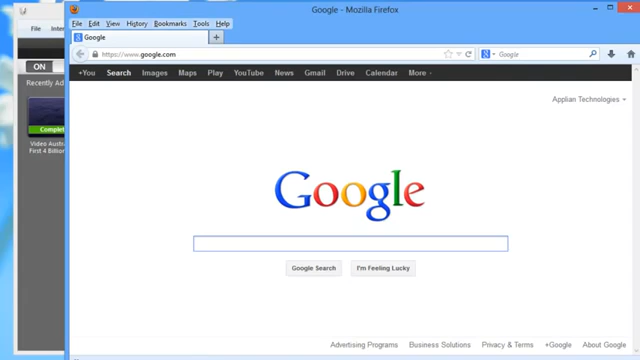 Google - Mozilla Firefox
File Edit View History Bookmarks Tools Help
Google
https://www.google.com
Google
+You Search Images Maps Play YouTube News Gmail Drive Calendar More
Applian Technologies
Google
Google Search I'm Feeling Lucky
Advertising Programs Business Solutions Privacy & Terms +Google About Google
File
ON
Recently Ad
Complet
Video Austra
First 4 Billion